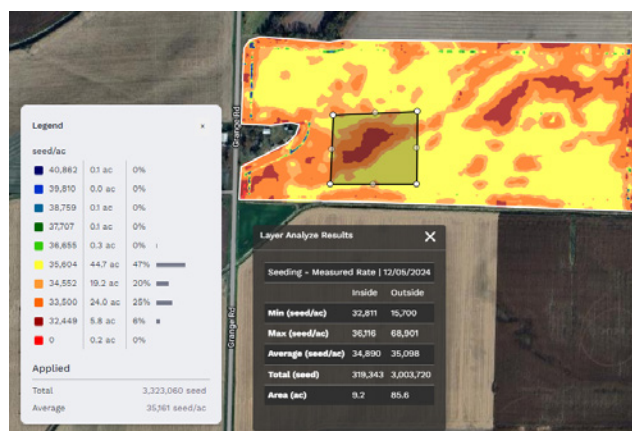 Grange Rd
Legend ×
seed/ac
40,862 0.1 ac 0%
39,810 0.0 ac 0%
38,759 0.1 ac 0%
37,707 0.1 ac 0%
36,655 0.3 ac 0%
35,604 44.7 ac 47%
34,552 19.2 ac 20%
33,500 24.0 ac 25%
32,449 5.8 ac 6%
0 0.2 ac 0%
Applied
Total 3,323,060 seed
Average 35,161 seed/ac
Grange Rd
Layer Analyze Results X
Seeding - Measured Rate | 12/05/2024
Inside Outside
Min (seed/ac) 32,811 15,700
Max (seed/ac) 36,116 68,901
Average (seed/ac) 34,890 35,098
Total (seed) 319,343 3,003,720
Area (ac) 9.2 85.6